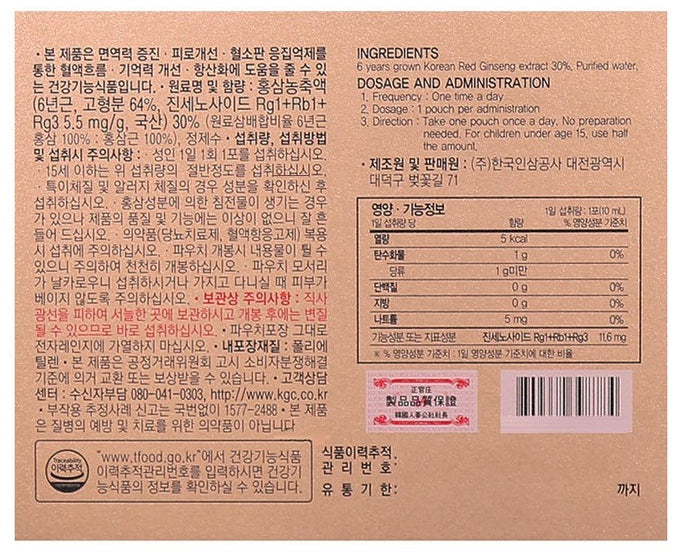 • 본 제품은 면역력 증진 · 피로개선 · 혈소판 응집억제를
통한 혈액흐름 · 기억력 개선 · 항산화에 도움을 줄 수 있
는 건강기능식품입니다. • 원료명 및 함량 : 홍삼농축액
(6년근, 고형분 64%, 진세노사이드 Rg1+Rb1+
Rg3 5.5 mg/g, 국산) 30% (원료삼배합비율 6년근
홍삼 100% : 홍삼근 100%), 정제수 • 섭취량, 섭취방법
및 섭취시 주의사항 : · 성인 1일 1회 1포를 섭취하십시오.
· 15세 이하는 위 섭취량의 절반정도를 섭취하십시오.
· 특이체질 및 알러지 체질의 경우 성분을 확인하신 후
섭취하십시오. · 홍삼성분에 의한 침전물이 생기는 경우
가 있으나 제품의 품질 및 기능에는 이상이 없으니 잘 흔
들어 드십시오. · 의약품(당뇨치료제, 혈액항응고제) 복용
시 섭취에 주의하십시오. · 파우치 개봉시 내용물이 튈 수
있으니 주의하여 천천히 개봉하십시오. · 파우치 모서리
가 날카로우니 섭취하시거나 가지고 다니실 때 피부가
베이지 않도록 주의하십시오. • 보관상 주의사항 : 직사
광선을 피하여 서늘한 곳에 보관하시고 개봉 후에는 변질
될 수 있으므로 바로 섭취하십시오. • 파우치포장 그대로
전자레인지에 가열하지 마십시오. • 내포장재질 : 폴리에
틸렌 • 본 제품은 공정거래위원회 고시 소비자분쟁해결
기준에 의거 교환 또는 보상받을 수 있습니다. • 고객상담
센터 : 수신자부담 080-041-0303, http://www.kgc.co.kr
• 부작용 추정사례 신고는 국번없이 1577-2488 • 본 제품
은 질병의 예방 및 치료를 위한 의약품이 아닙니다
Traceability
이력추적
"www.tfood.go.kr"에서 건강기능식품
이력추적관리번호를 입력하시면 건강기
능식품의 정보를 확인하실 수 있습니다.
INGREDIENTS
6 years grown Korean Red Ginseng extract 30%, Purified water,
DOSAGE AND ADMINISTRATION
1. Frequency : One time a day
2. Dosage : 1 pouch per administration
3. Direction : Take one pouch once a day, No preparation
needed. For children under age 15, use half
the amount.
• 제조원 및 판매원 : (주)한국인삼공사 대전광역시
대덕구 벚꽃길 71
영양 · 기능정보 1일 섭취량 : 1포(10 mL)
1일 섭취량 당 함량 % 영양성분 기준치
열량 5 kcal
탄수화물 1 g 0%
당류 1 g미만
단백질 0 g 0%
지방 0 g 0%
나트륨 5 mg 0%
기능성분 또는 지표성분 진세노사이드 Rg1+Rb1+Rg3 11.6 mg
※ % 영양성분 기준치 : 1일 영양성분 기준치에 대한 비율
正官庄
製品品質保證
韓國人蔘公社社長
식품이력추적
관리번호:
유통기한: 까지